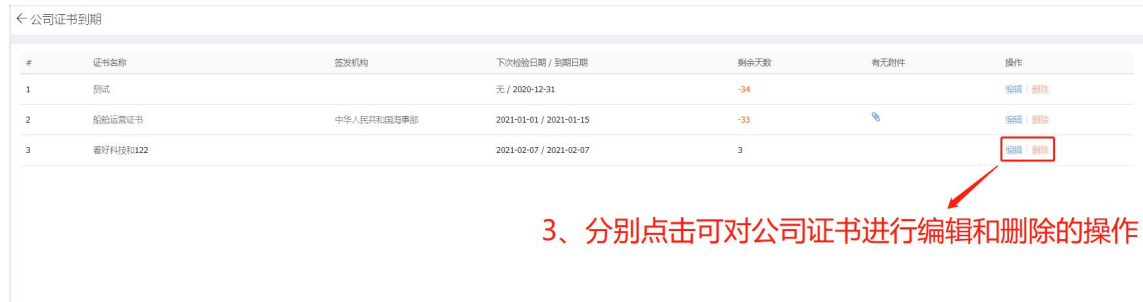 ← 公司证书到期
# 证书名称 签发机构 下次检验日期 / 到期日期 剩余天数 有无附件 操作
1 测试 无 / 2020-12-31 -34 编辑 | 删除
2 船舶运营证书 中华人民共和国海事部 2021-01-01 / 2021-01-15 -33 编辑 | 删除
3 看好科技和122 2021-02-07 / 2021-02-07 3 编辑 | 删除
3、分别点击可对公司证书进行编辑和删除的操作